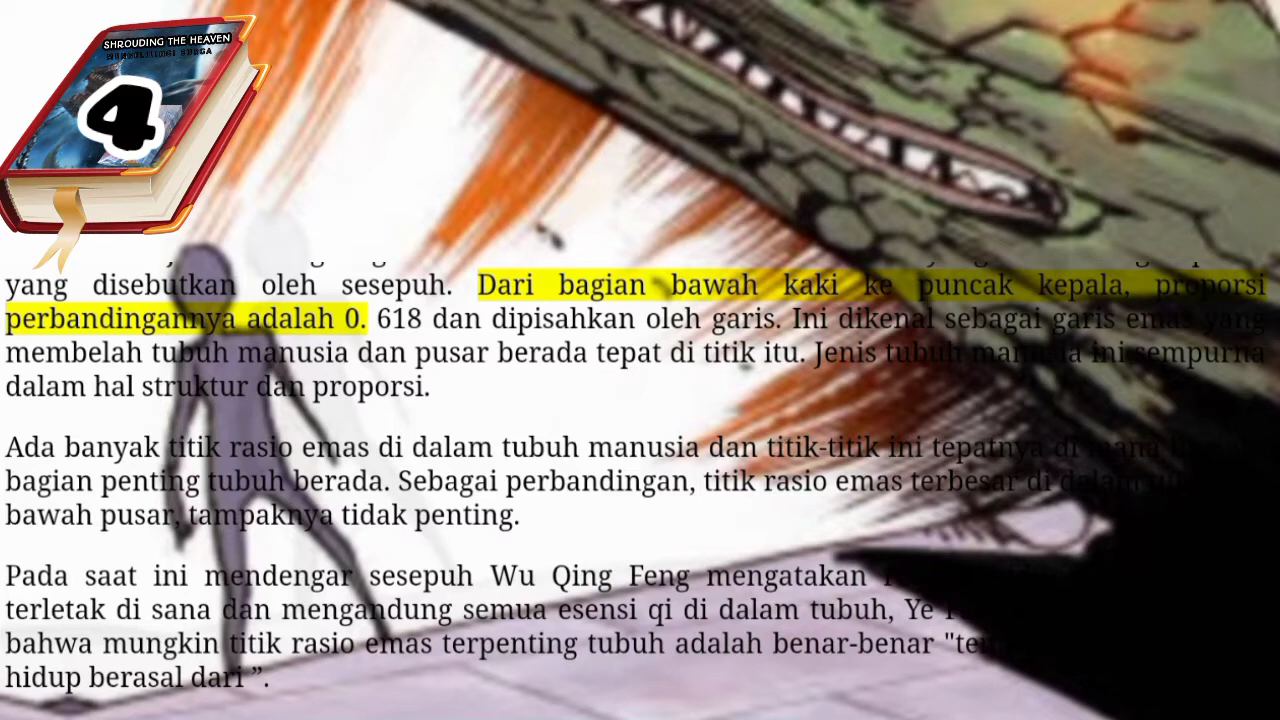 SHROUDING THE HEAVEN
4
yang disebutkan oleh sesepuh. Dari bagian bawah kaki ke puncak kepala, proporsi
perbandingannya adalah 0. 618 dan dipisahkan oleh garis. Ini dikenal sebagai garis emas yang
membelah tubuh manusia dan pusar berada tepat di titik itu. Jenis tubuh manusia ini sempurna
dalam hal struktur dan proporsi.
Ada banyak titik rasio emas di dalam tubuh manusia dan titik-titik ini tepatnya di mana
bagian penting tubuh berada. Sebagai perbandingan, titik rasio emas terbesar di dalam
bawah pusar, tampaknya tidak penting.
Pada saat ini mendengar sesepuh Wu Qing Feng mengatakan
terletak di sana dan mengandung semua esensi qi di dalam tubuh, Ye
bahwa mungkin titik rasio emas terpenting tubuh adalah benar-benar
hidup berasal dari ”.